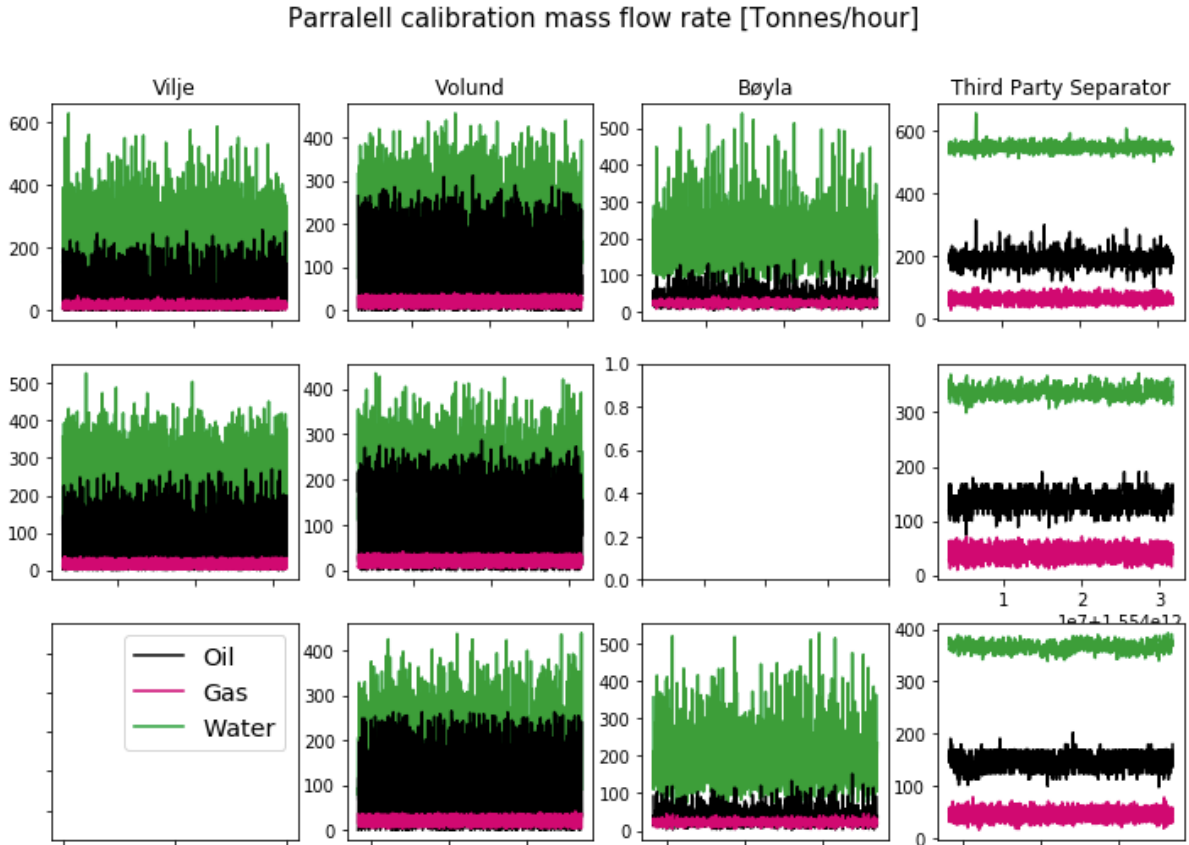 Parralell calibration mass flow rate [Tonnes/hour]
Vilje Volund Bøyla Third Party Separator
600 400 500 600
400 300 400 400
200 200 300 200
0 100 200 0
0 100
0
500 400 1.0 300
400 300 0.8 200
300 200 0.6 100
200 100 0.4 0
100 0 0.2
0 0.0
1 2 3
1e7+1.554e12
Oil
Gas
Water
400 500 400
300 400 300
200 300 200
100 200 100
0 100 0
0